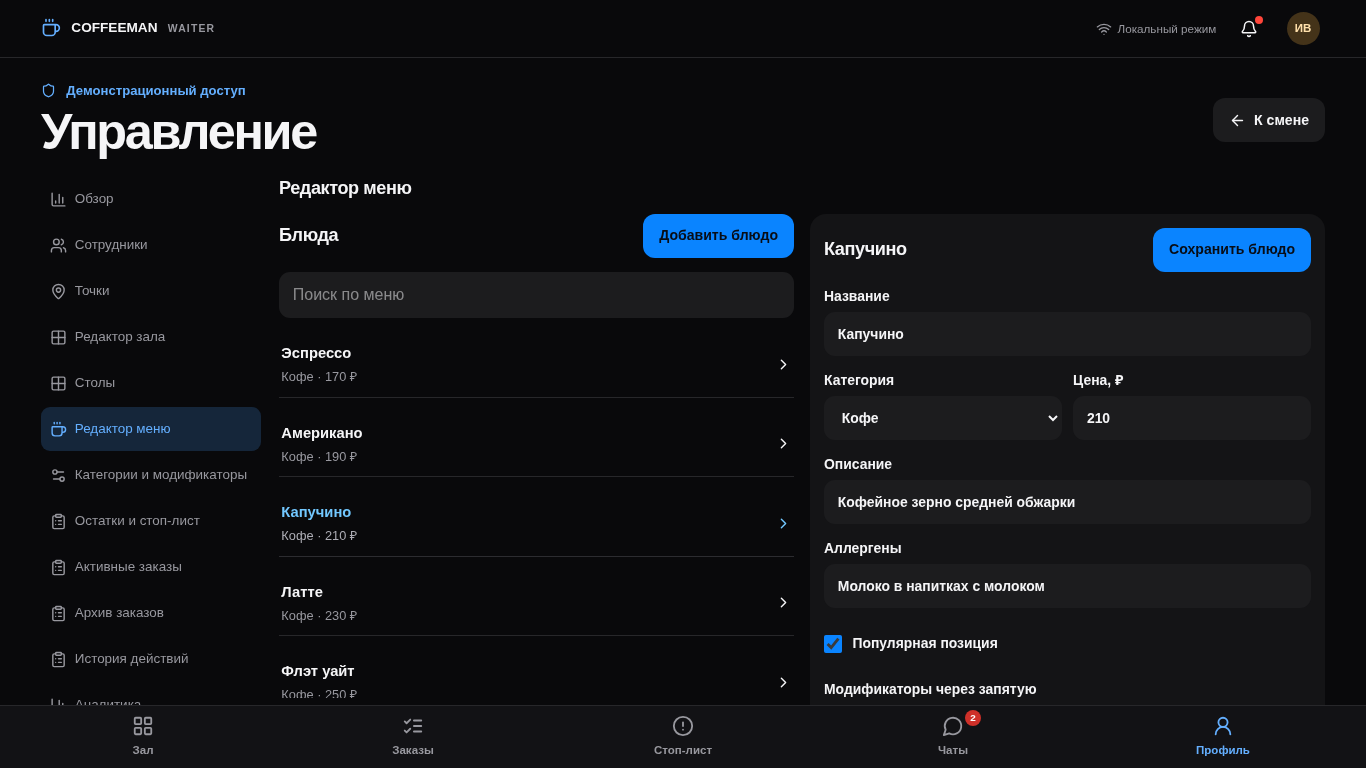 COFFEEMAN WAITER
Локальный режим
ИВ
Демонстрационный доступ
Управление
К смене
Обзор
Сотрудники
Точки
Редактор зала
Столы
Редактор меню
Категории и модификаторы
Остатки и стоп-лист
Активные заказы
Архив заказов
История действий
Аналитика
Редактор меню
Блюда
Добавить блюдо
Поиск по меню
Эспрессо
Кофе · 170 ₽
Американо
Кофе · 190 ₽
Капучино
Кофе · 210 ₽
Латте
Кофе · 230 ₽
Флэт уайт
Кофе · 250 ₽
Капучино
Сохранить блюдо
Название
Капучино
Категория
Цена, ₽
Кофе
210
Описание
Кофейное зерно средней обжарки
Аллергены
Молоко в напитках с молоком
Популярная позиция
Модификаторы через запятую
Зал
Заказы
Стоп-лист
2
Чаты
Профиль